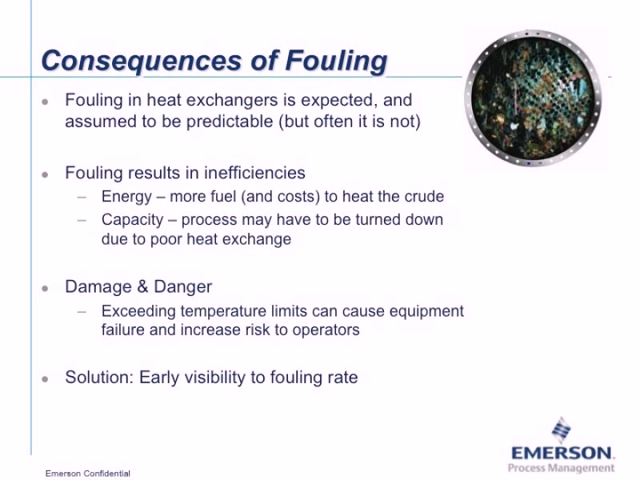 Consequences of Fouling
Fouling in heat exchangers is expected, and
assumed to be predictable (but often it is not)
Fouling results in inefficiencies
– Energy – more fuel (and costs) to heat the crude
– Capacity – process may have to be turned down
due to poor heat exchange
Damage & Danger
– Exceeding temperature limits can cause equipment
failure and increase risk to operators
Solution: Early visibility to fouling rate
EMERSON
Process Management
Emerson Confidential